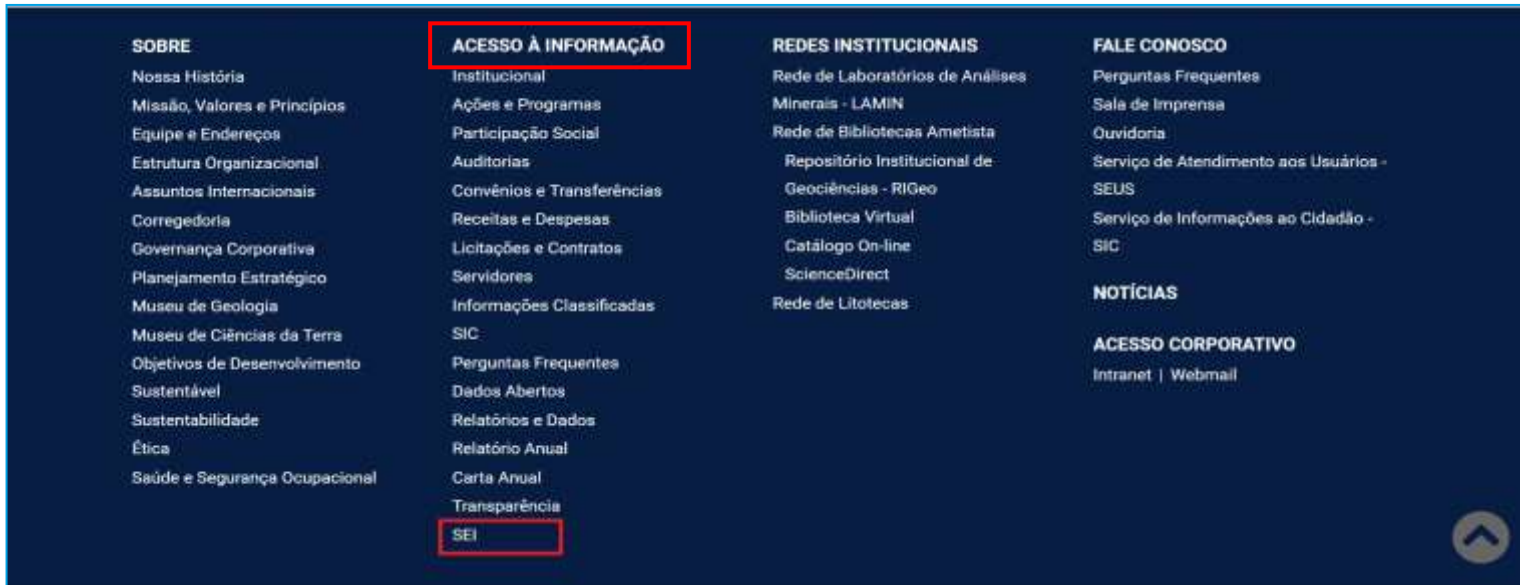 SOBRE
Nossa História
Missão, Valores e Princípios
Equipe e Endereços
Estrutura Organizacional
Assuntos Internacionais
Corregedoria
Governança Corporativa
Planejamento Estratégico
Museu de Geologia
Museu de Ciências da Terra
Objetivos de Desenvolvimento
Sustentável
Sustentabilidade
Ética
Saúde e Segurança Ocupacional
ACESSO À INFORMAÇÃO
Institucional
Ações e Programas
Participação Social
Auditorias
Convênios e Transferências
Receitas e Despesas
Licitações e Contratos
Servidores
Informações Classificadas
SIC
Perguntas Frequentes
Dados Abertos
Relatórios e Dados
Relatório Anual
Carta Anual
Transparência
SEI
REDES INSTITUCIONAIS
Rede de Laboratórios de Análises
Minerais - LAMIN
Rede de Bibliotecas Ametista
Repositório Institucional de
Geociências - RIGeo
Biblioteca Virtual
Catálogo On-line
ScienceDirect
Rede de Litotecas
FALE CONOSCO
Perguntas Frequentes
Sala de Imprensa
Ouvidoria
Serviço de Atendimento aos Usuários -
SEUS
Serviço de Informações ao Cidadão -
SIC
NOTÍCIAS
ACESSO CORPORATIVO
Intranet | Webmail